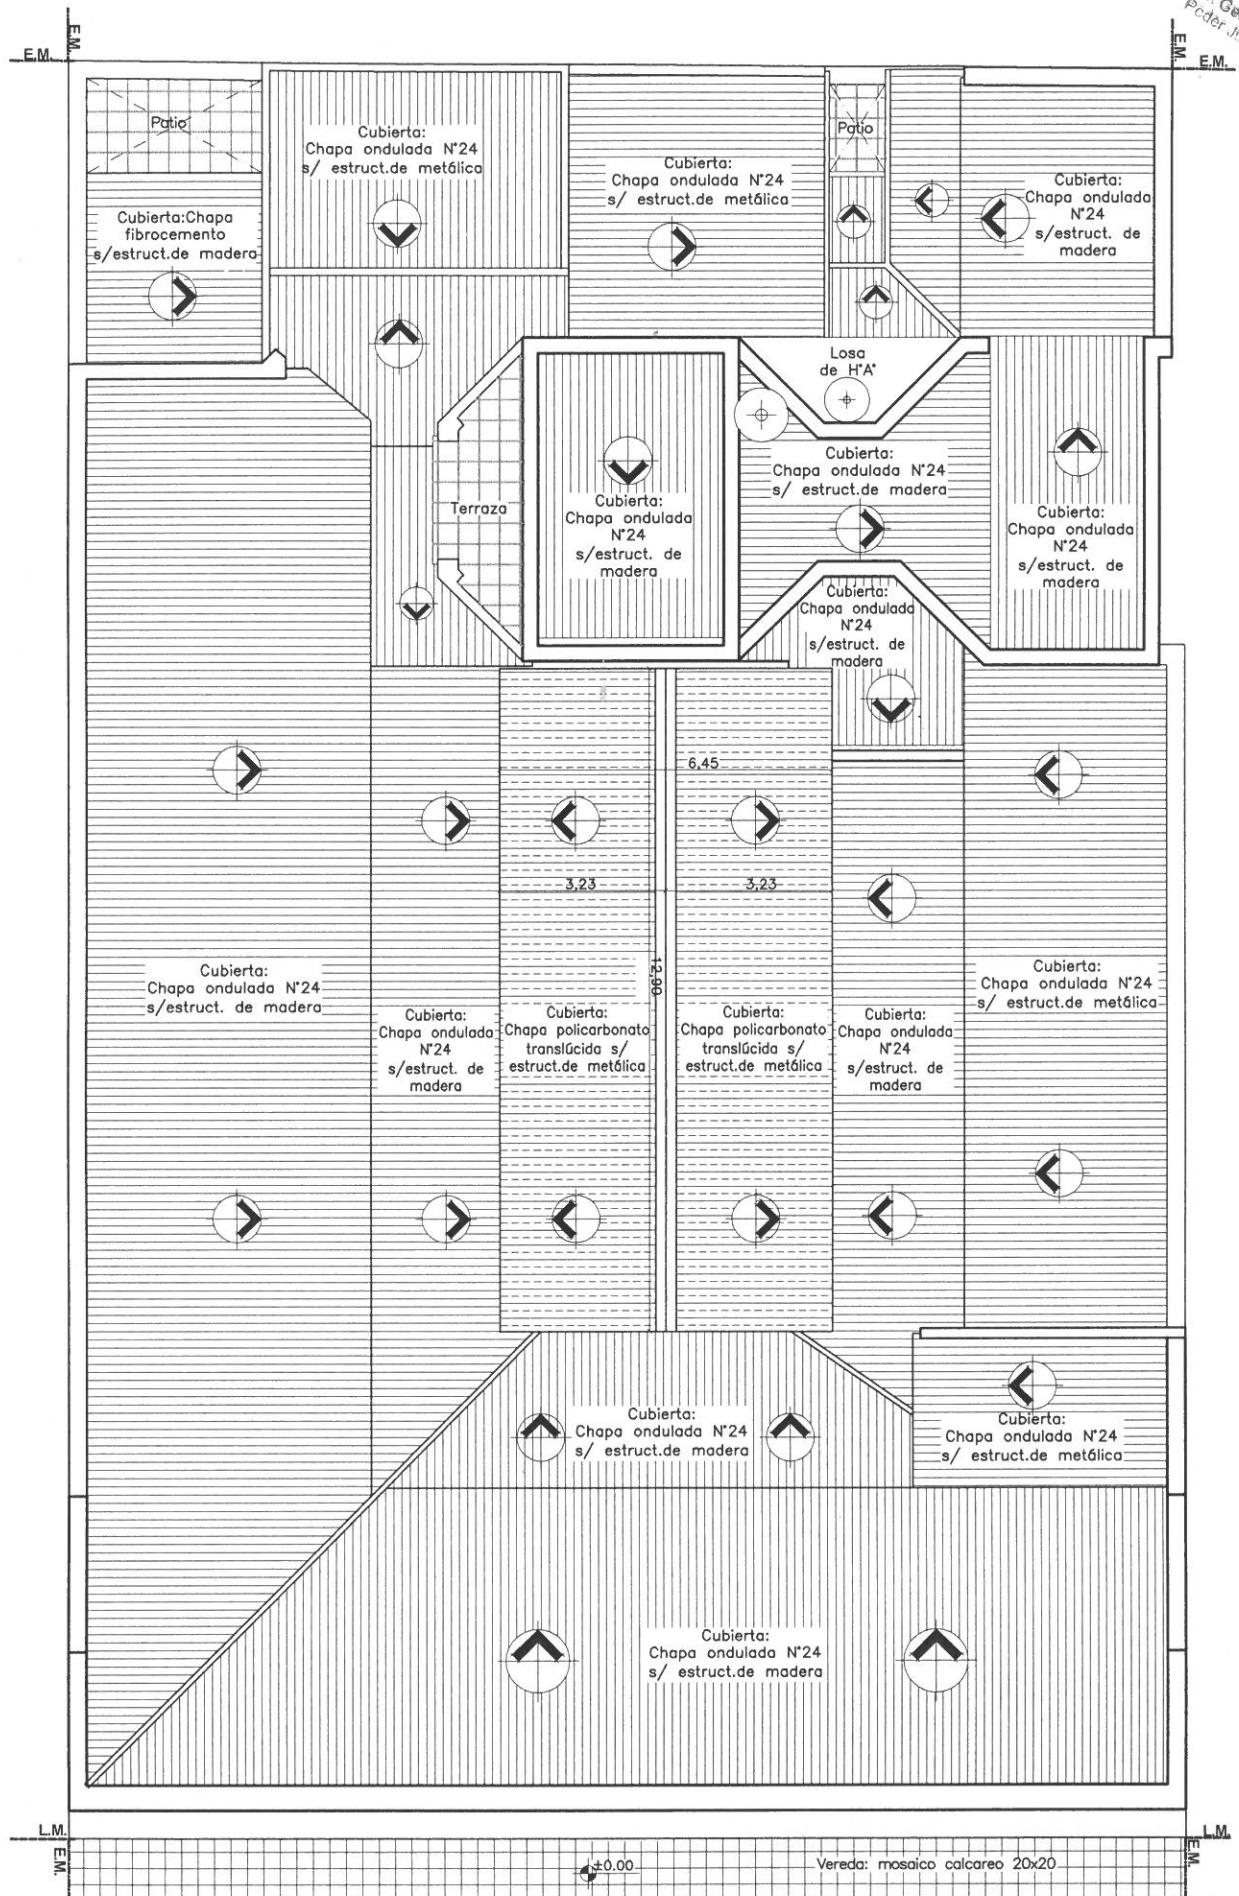 E.M.
E.M.
E.M.
E.M.
Patio
Cubierta:
Chapa ondulada N°24
s/ estruct.de metálica
Cubierta:
Chapa ondulada N°24
s/ estruct.de metálica
Patio
Cubierta:
Chapa ondulada
N°24
s/estruct. de
madera
Cubierta:Chapa
fibrocemento
s/estruct.de madera
Losa
de H°A°
Terraza
Cubierta:
Chapa ondulada
N°24
s/estruct. de
madera
Cubierta:
Chapa ondulada N°24
s/ estruct.de madera
Cubierta:
Chapa ondulada
N°24
s/estruct. de
madera
Cubierta:
Chapa ondulada
N°24
s/estruct. de
madera
6,45
3,23
3,23
12,90
Cubierta:
Chapa ondulada N°24
s/estruct. de madera
Cubierta:
Chapa ondulada
N°24
s/estruct. de
madera
Cubierta:
Chapa policarbonato
translúcida s/
estruct.de metálica
Cubierta:
Chapa policarbonato
translúcida s/
estruct.de metálica
Cubierta:
Chapa ondulada
N°24
s/estruct. de
madera
Cubierta:
Chapa ondulada N°24
s/ estruct.de metálica
Cubierta:
Chapa ondulada N°24
s/ estruct.de madera
Cubierta:
Chapa ondulada N°24
s/ estruct.de metálica
Cubierta:
Chapa ondulada N°24
s/ estruct.de madera
L.M.
L.M.
E.M.
E.M.
±0.00
Vereda: mosaico calcareo 20x20